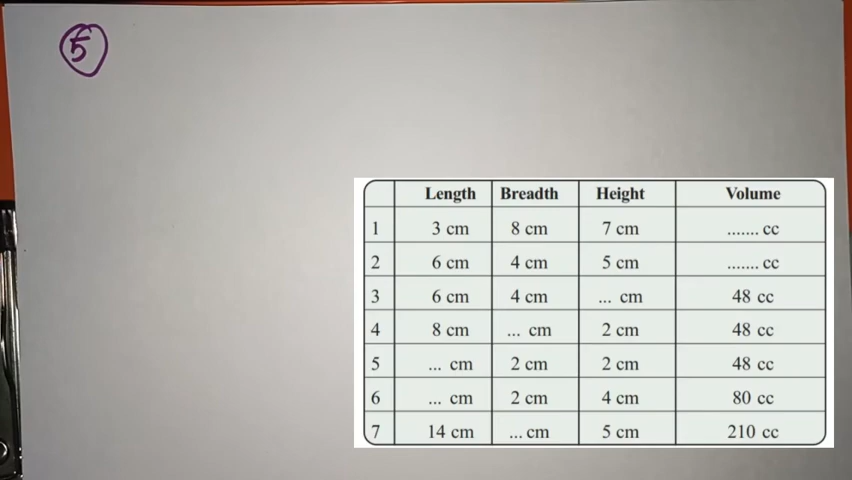 5
Length Breadth Height Volume
1 3 cm 8 cm 7 cm ....... cc
2 6 cm 4 cm 5 cm ....... cc
3 6 cm 4 cm ... cm 48 cc
4 8 cm ... cm 2 cm 48 cc
5 ... cm 2 cm 2 cm 48 cc
6 ... cm 2 cm 4 cm 80 cc
7 14 cm ... cm 5 cm 210 cc